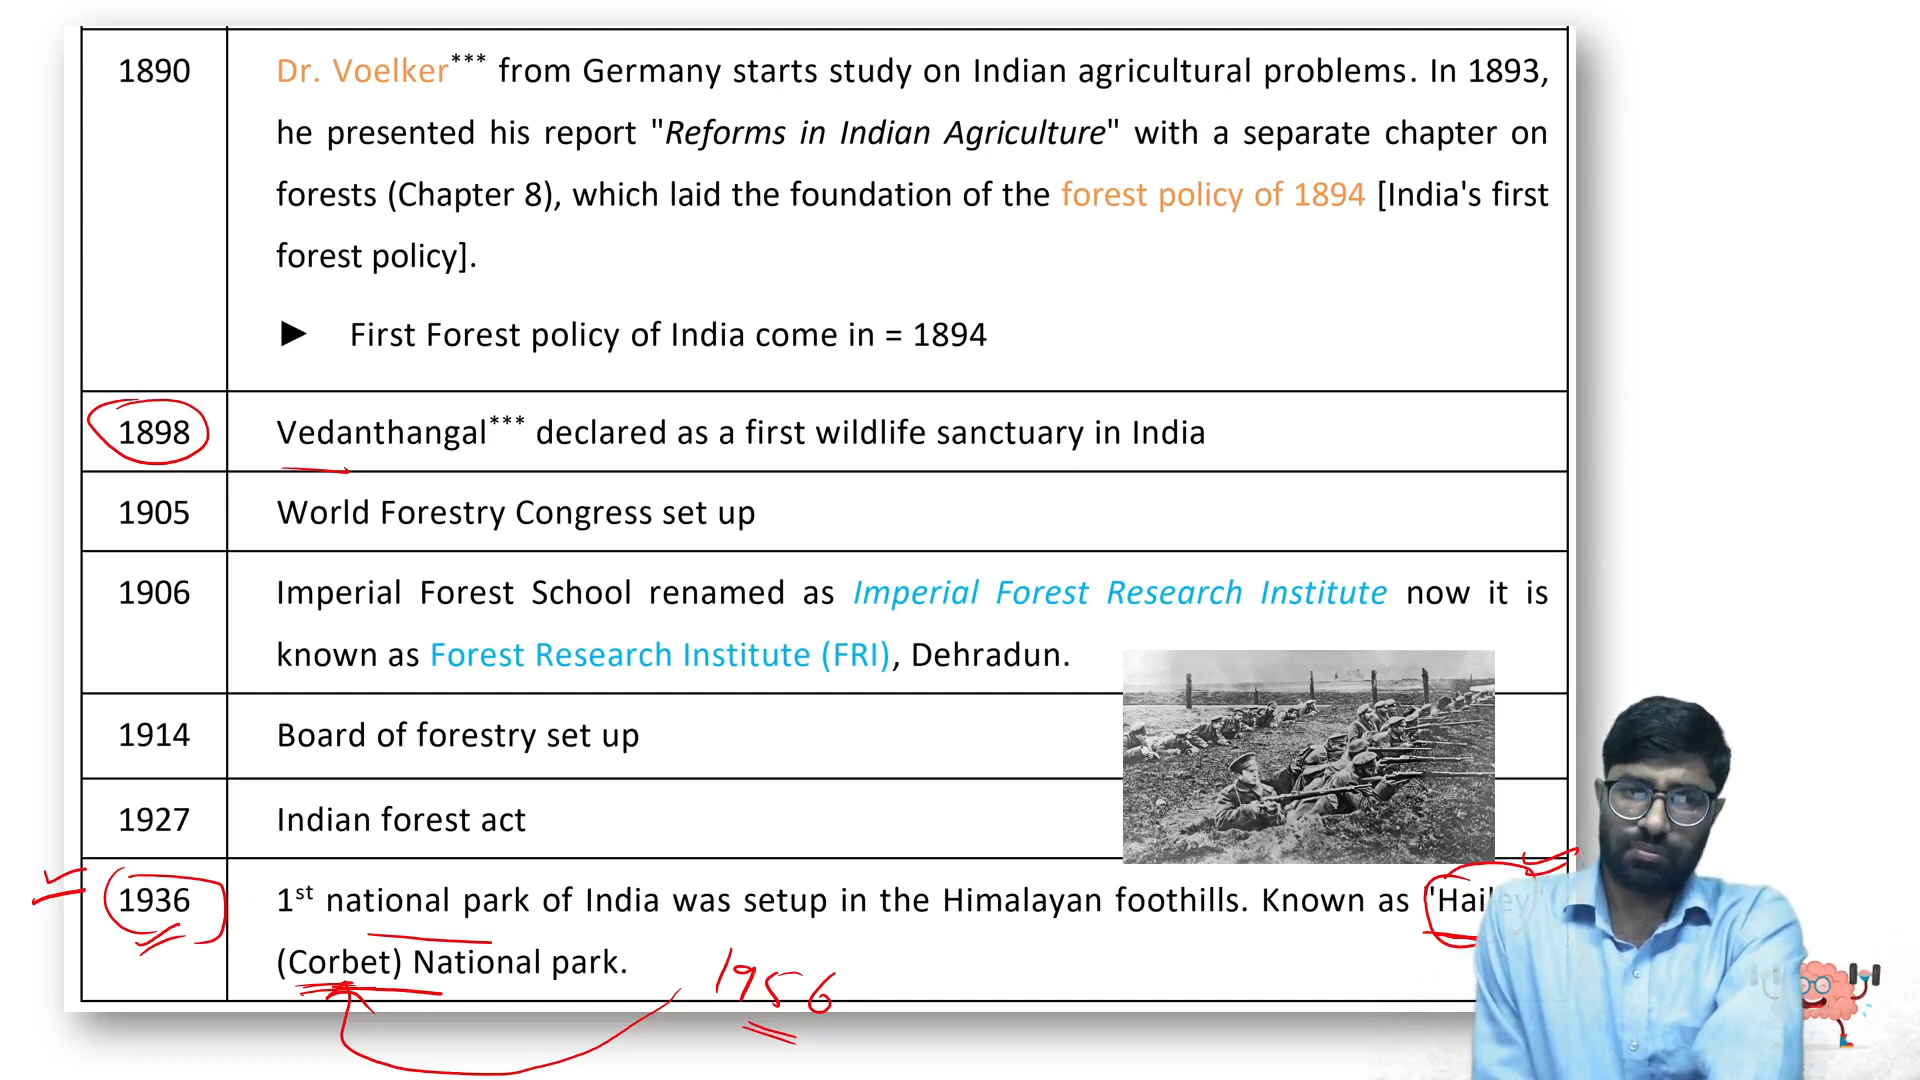 1890
Dr. Voelker*** from Germany starts study on Indian agricultural problems. In 1893,
he presented his report "Reforms in Indian Agriculture" with a separate chapter on
forests (Chapter 8), which laid the foundation of the forest policy of 1894 [India's first
forest policy].
► First Forest policy of India come in = 1894
1898 Vedanthangal*** declared as a first wildlife sanctuary in India
1905 World Forestry Congress set up
1906 Imperial Forest School renamed as Imperial Forest Research Institute now it is
known as Forest Research Institute (FRI), Dehradun.
1914 Board of forestry set up
1927 Indian forest act
1936 1st national park of India was setup in the Himalayan foothills. Known as "Hailey
(Corbet) National park.
1956